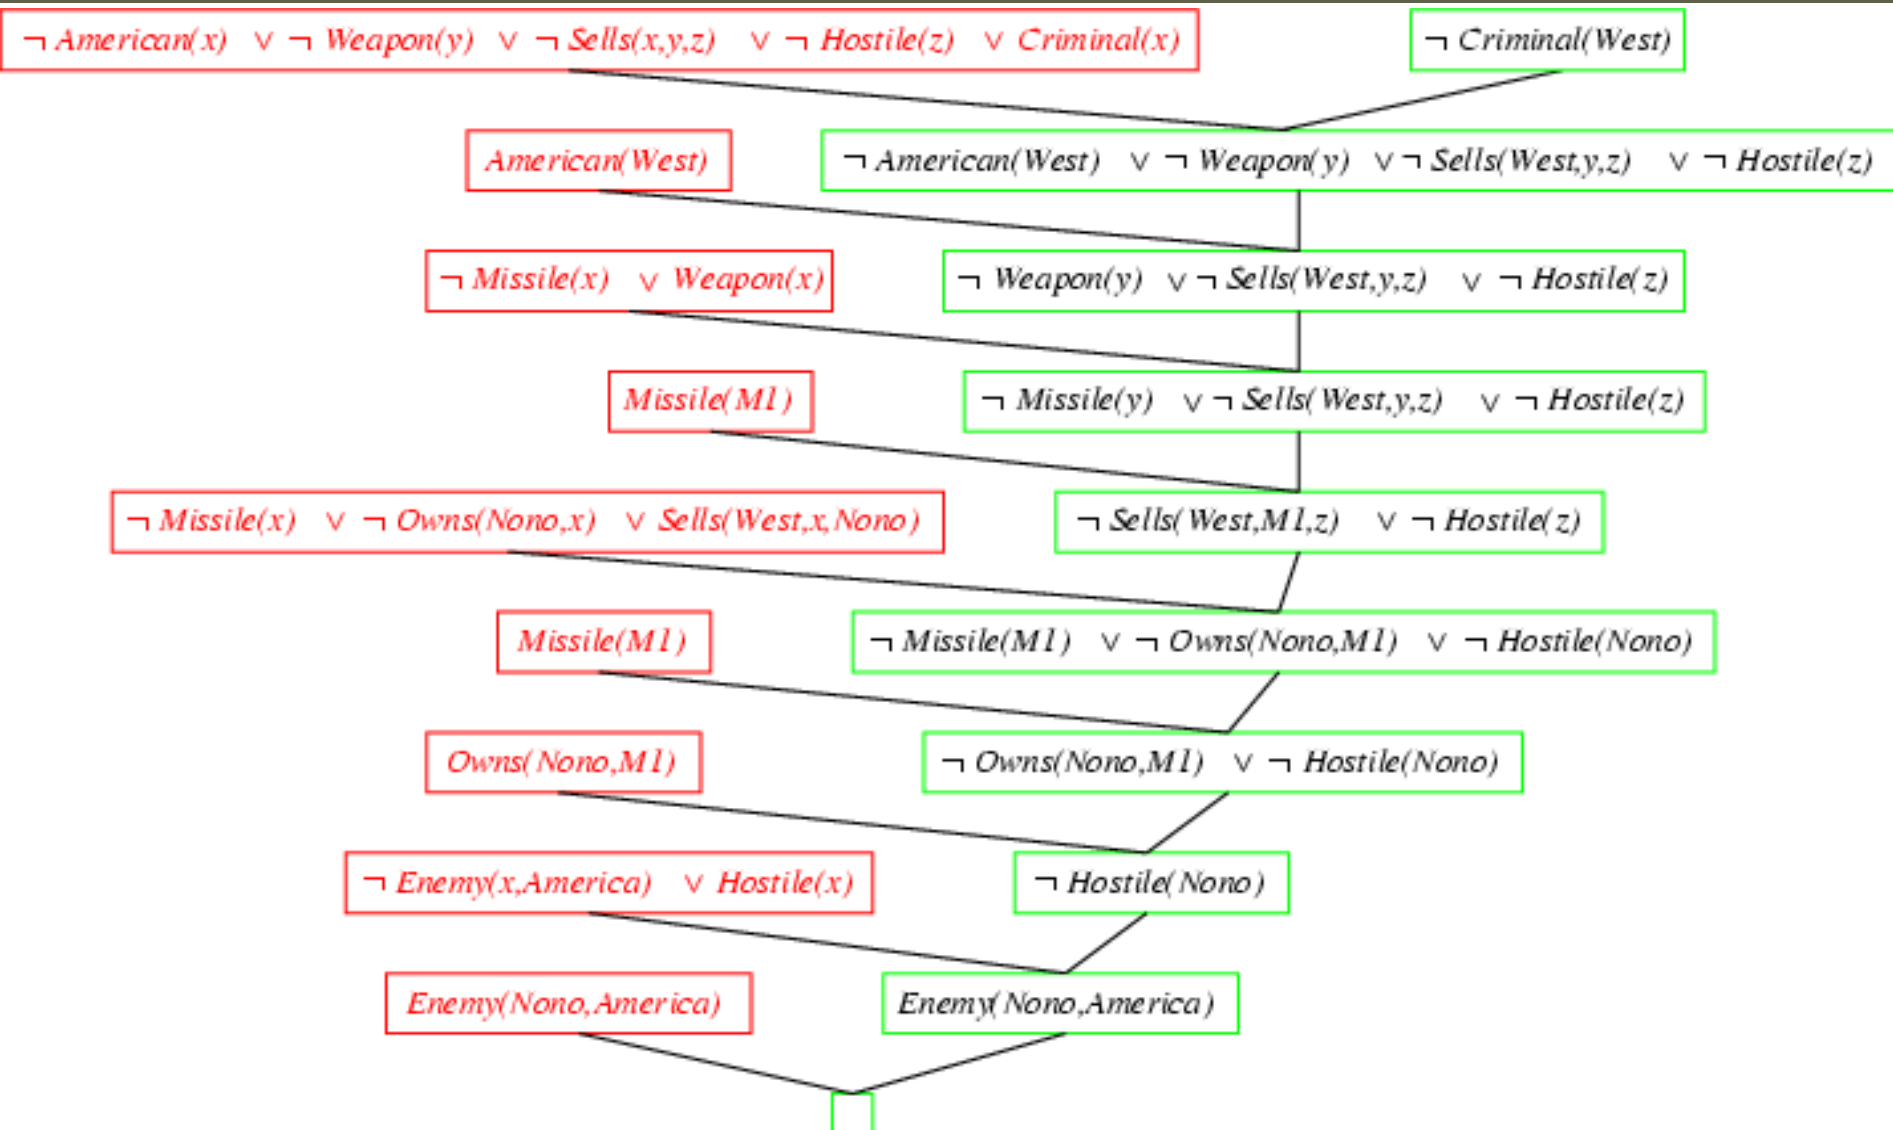 ¬ American(x) ∨ ¬ Weapon(y) ∨ ¬ Sells(x,y,z) ∨ ¬ Hostile(z) ∨ Criminal(x) ¬ Criminal(West)
American(West) ¬ American(West) ∨ ¬ Weapon(y) ∨ ¬ Sells(West,y,z) ∨ ¬ Hostile(z)
¬ Missile(x) ∨ Weapon(x) ¬ Weapon(y) ∨ ¬ Sells(West,y,z) ∨ ¬ Hostile(z)
Missile(M1) ¬ Missile(y) ∨ ¬ Sells(West,y,z) ∨ ¬ Hostile(z)
¬ Missile(x) ∨ ¬ Owns(Nono,x) ∨ Sells(West,x,Nono) ¬ Sells(West,M1,z) ∨ ¬ Hostile(z)
Missile(M1) ¬ Missile(M1) ∨ ¬ Owns(Nono,M1) ∨ ¬ Hostile(Nono)
Owns(Nono,M1) ¬ Owns(Nono,M1) ∨ ¬ Hostile(Nono)
¬ Enemy(x,America) ∨ Hostile(x) ¬ Hostile(Nono)
Enemy(Nono,America) Enemy(Nono,America)